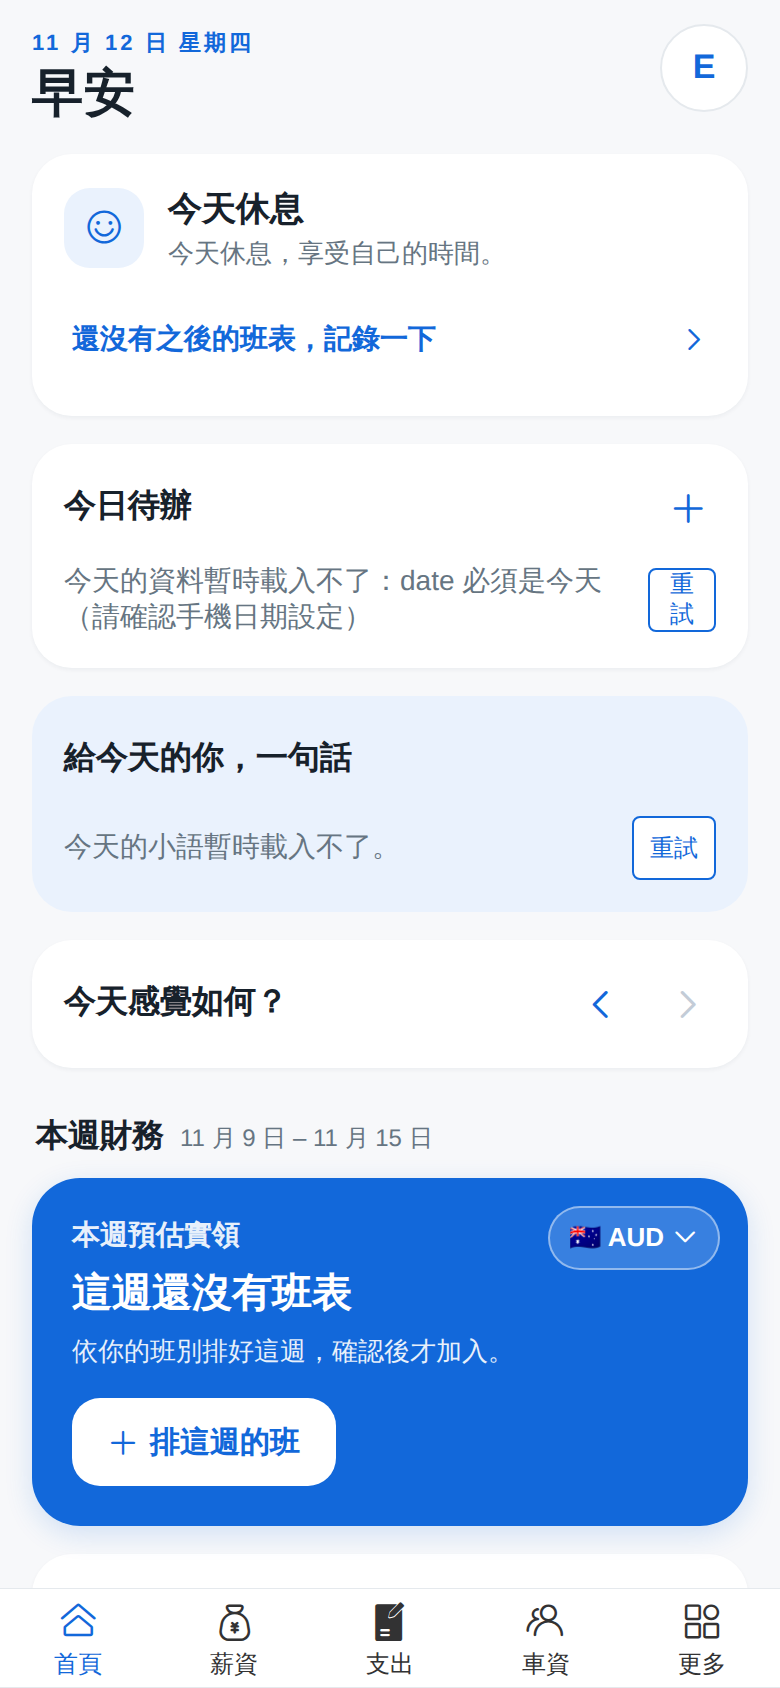 11 月 12 日 星期四
早安
E
今天休息
今天休息，享受自己的時間。
還沒有之後的班表，記錄一下
今日待辦
今天的資料暫時載入不了：date 必須是今天
（請確認手機日期設定）
重
試
給今天的你，一句話
今天的小語暫時載入不了。
重試
今天感覺如何？
本週財務 11 月 9 日 – 11 月 15 日
本週預估實領
AUD
這週還沒有班表
依你的班別排好這週，確認後才加入。
排這週的班
首頁
薪資
支出
車資
更多